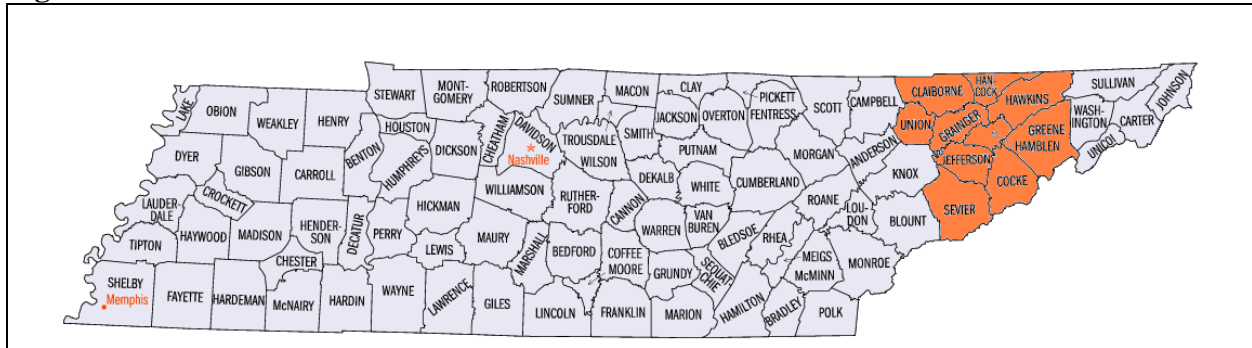 LAKE
OBION
WEAKLEY
HENRY
STEWART
MONT-
GOMERY
ROBERTSON
SUMNER
MACON
CLAY
PICKETT
FENTRESS
SCOTT
CAMPBELL
CLAIBORNE
HAN-
COCK
HAWKINS
SULLIVAN
JOHNSON
HOUSTON
CHEATHAM
DAVIDSON
Nashville
TROUSDALE
SMITH
JACKSON
OVERTON
UNION
GRAINGER
GREENE
HAMBLEN
WASH-
INGTON
CARTER
UNICOI
DYER
GIBSON
CARROLL
BENTON
HUMPHREYS
DICKSON
WILSON
PUTNAM
MORGAN
ANDERSON
KNOX
JEFFERSON
COCKE
SEVIER
CROCKETT
LAUDER-
DALE
WILLIAMSON
RUTHER-
FORD
CANNON
DEKALB
WHITE
CUMBERLAND
ROANE
LOU-
DON
BLOUNT
HAYWOOD
MADISON
HENDER-
SON
DECATUR
PERRY
HICKMAN
LEWIS
MAURY
MARSHALL
BEDFORD
COFFEE
MOORE
WARREN
VAN
BUREN
BLEDSOE
RHEA
MEIGS
McMINN
MONROE
TIPTON
CHESTER
GRUNDY
SEQUAT
CHIE
SHELBY
Memphis
FAYETTE
HARDEMAN
McNAIRY
HARDIN
WAYNE
LAWRENCE
GILES
LINCOLN
FRANKLIN
MARION
HAMILTON
BRADLEY
POLK